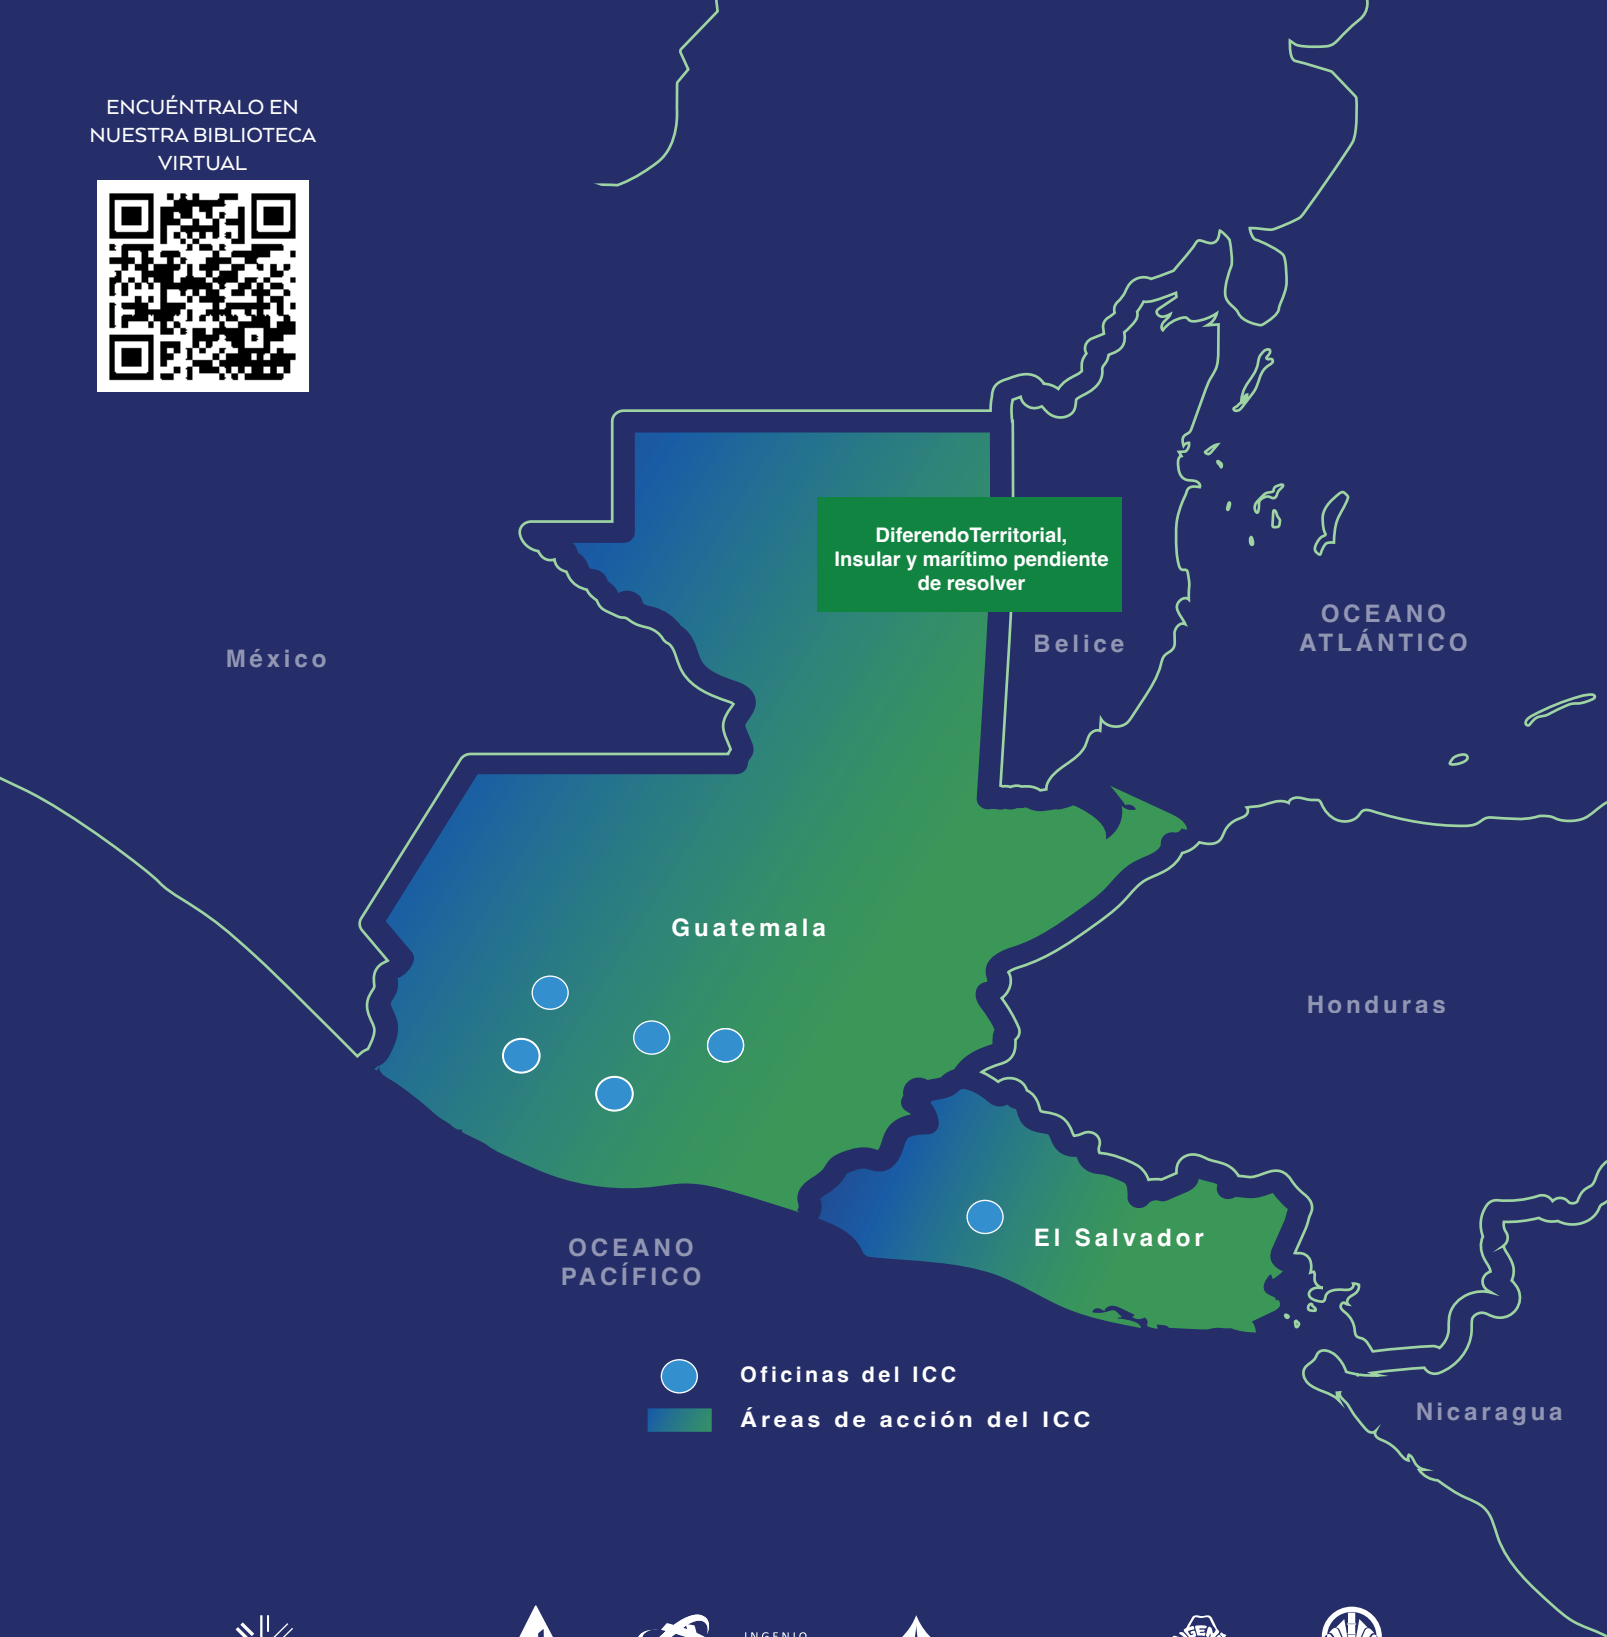 ENCUÉNTRALO EN
NUESTRA BIBLIOTECA
VIRTUAL
DiferendoTerritorial,
Insular y marítimo pendiente
de resolver
México
Belice
OCEANO
ATLÁNTICO
Guatemala
Honduras
El Salvador
OCEANO
PACÍFICO
Oficinas del ICC
Áreas de acción del ICC
Nicaragua
INGENIO